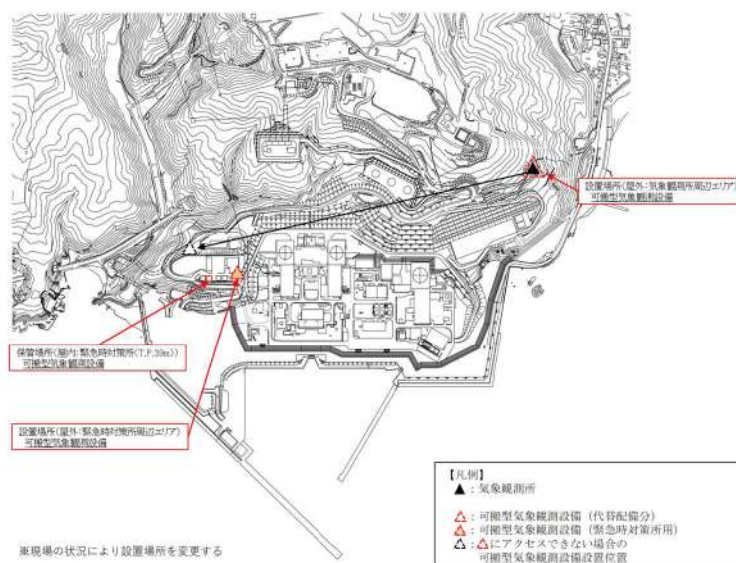 設置場所(屋外:気象観測所周辺エリア)
可搬型気象観測設備
保管場所(屋内:緊急時対策所(T.P.39m))
可搬型気象観測設備
設置場所(屋外:緊急時対策所周辺エリア)
可搬型気象観測設備
【凡例】
▲:気象観測所
△:可搬型気象観測設備(代替配備分)
△:可搬型気象観測設備(緊急時対策所用)
△:△にアクセスできない場合の
可搬型気象観測設備設置位置
※現場の状況により設置場所を変更する